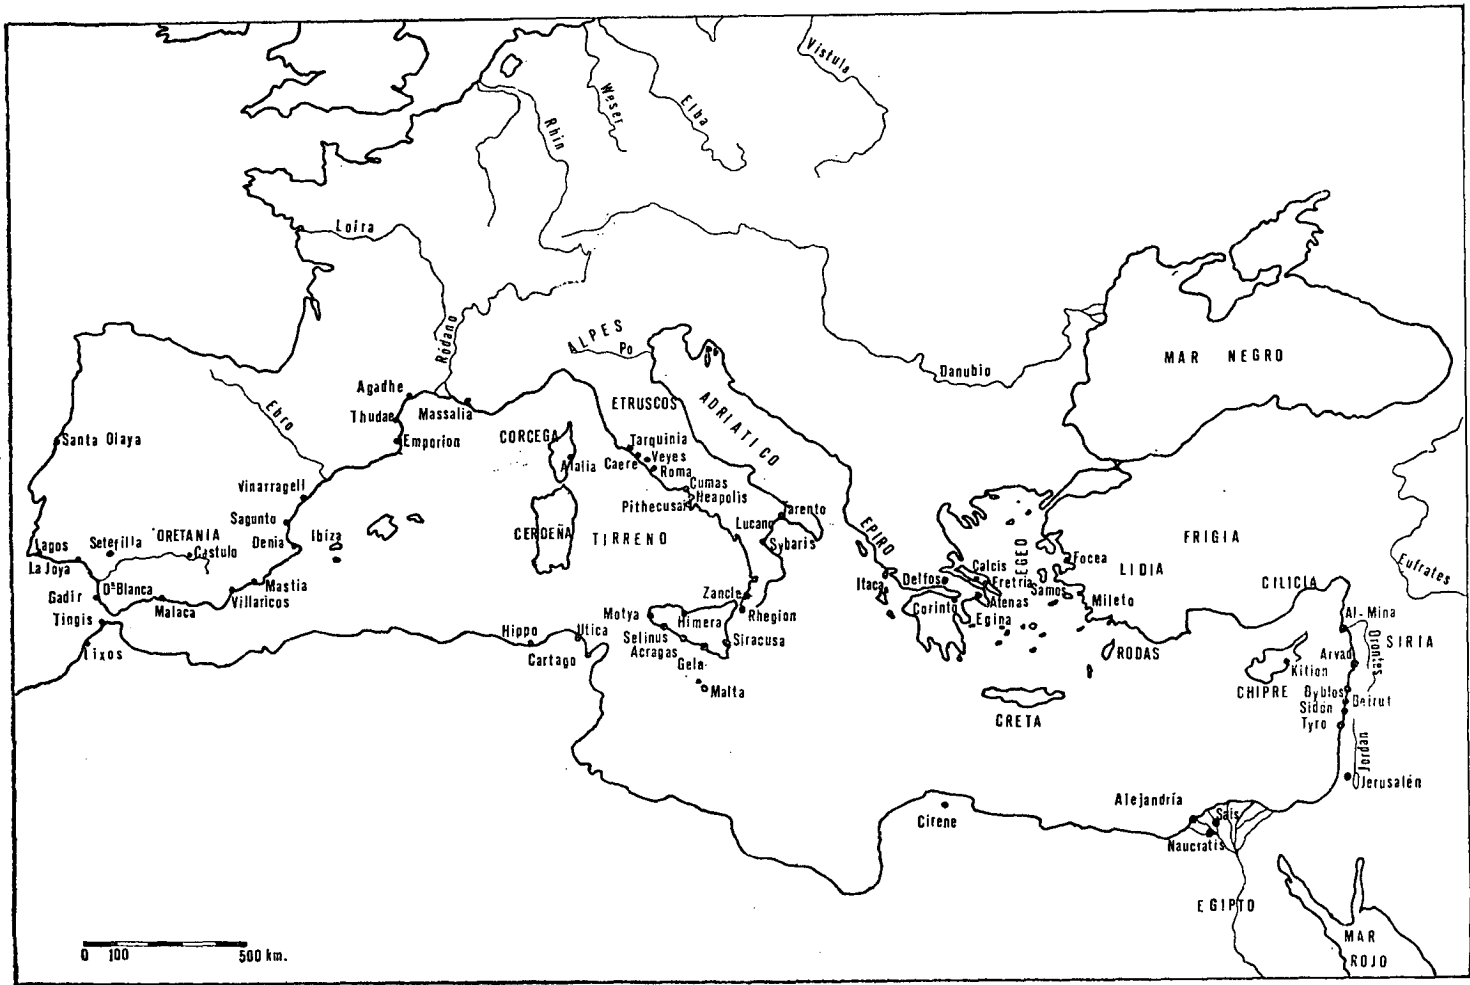 Vistula
Weser
Elba
Rhin
Loira
Ródano
ALPES
Po
Danubio
MAR NEGRO
Ebro
Agadhe
Thudae
Massalia
Emporion
Santa Olaya
ETRUSCOS
ADRIATICO
CORCEGA
Alalia
Tarquinia
Caere
Veyes
Roma
Cumas
Neapolis
Pithecusai
Vinarragell
Sagunto
Denia
Ibiza
CERDEÑA
TIRRENO
Tarento
Lucano
Sybaris
EPIRO
ORETANIA
Seterilla
Castulo
Lagos
La Joya
Gadir
Dª Blanca
Malaca
Villaricos
Mastia
Tingis
Lixos
Hippo
Utica
Cartago
Motya
Himera
Selinus
Acragas
Gela
Siracusa
Malta
Zancle
Rhegion
Itaca
Delfos
Calcis
Eretria
Atenas
Corinto
Egina
EGEO
Samos
Focea
LIDIA
Mileto
FRIGIA
CILICIA
Eufrates
RODAS
CRETA
CHIPRE
Kition
Al-Mina
Orontes
SIRIA
Arvad
Byblos
Beirut
Sidón
Tyro
Jordan
Jerusalén
Cirene
Alejandría
Sais
Naucratis
EGIPTO
MAR
ROJO
0 100 500 km.